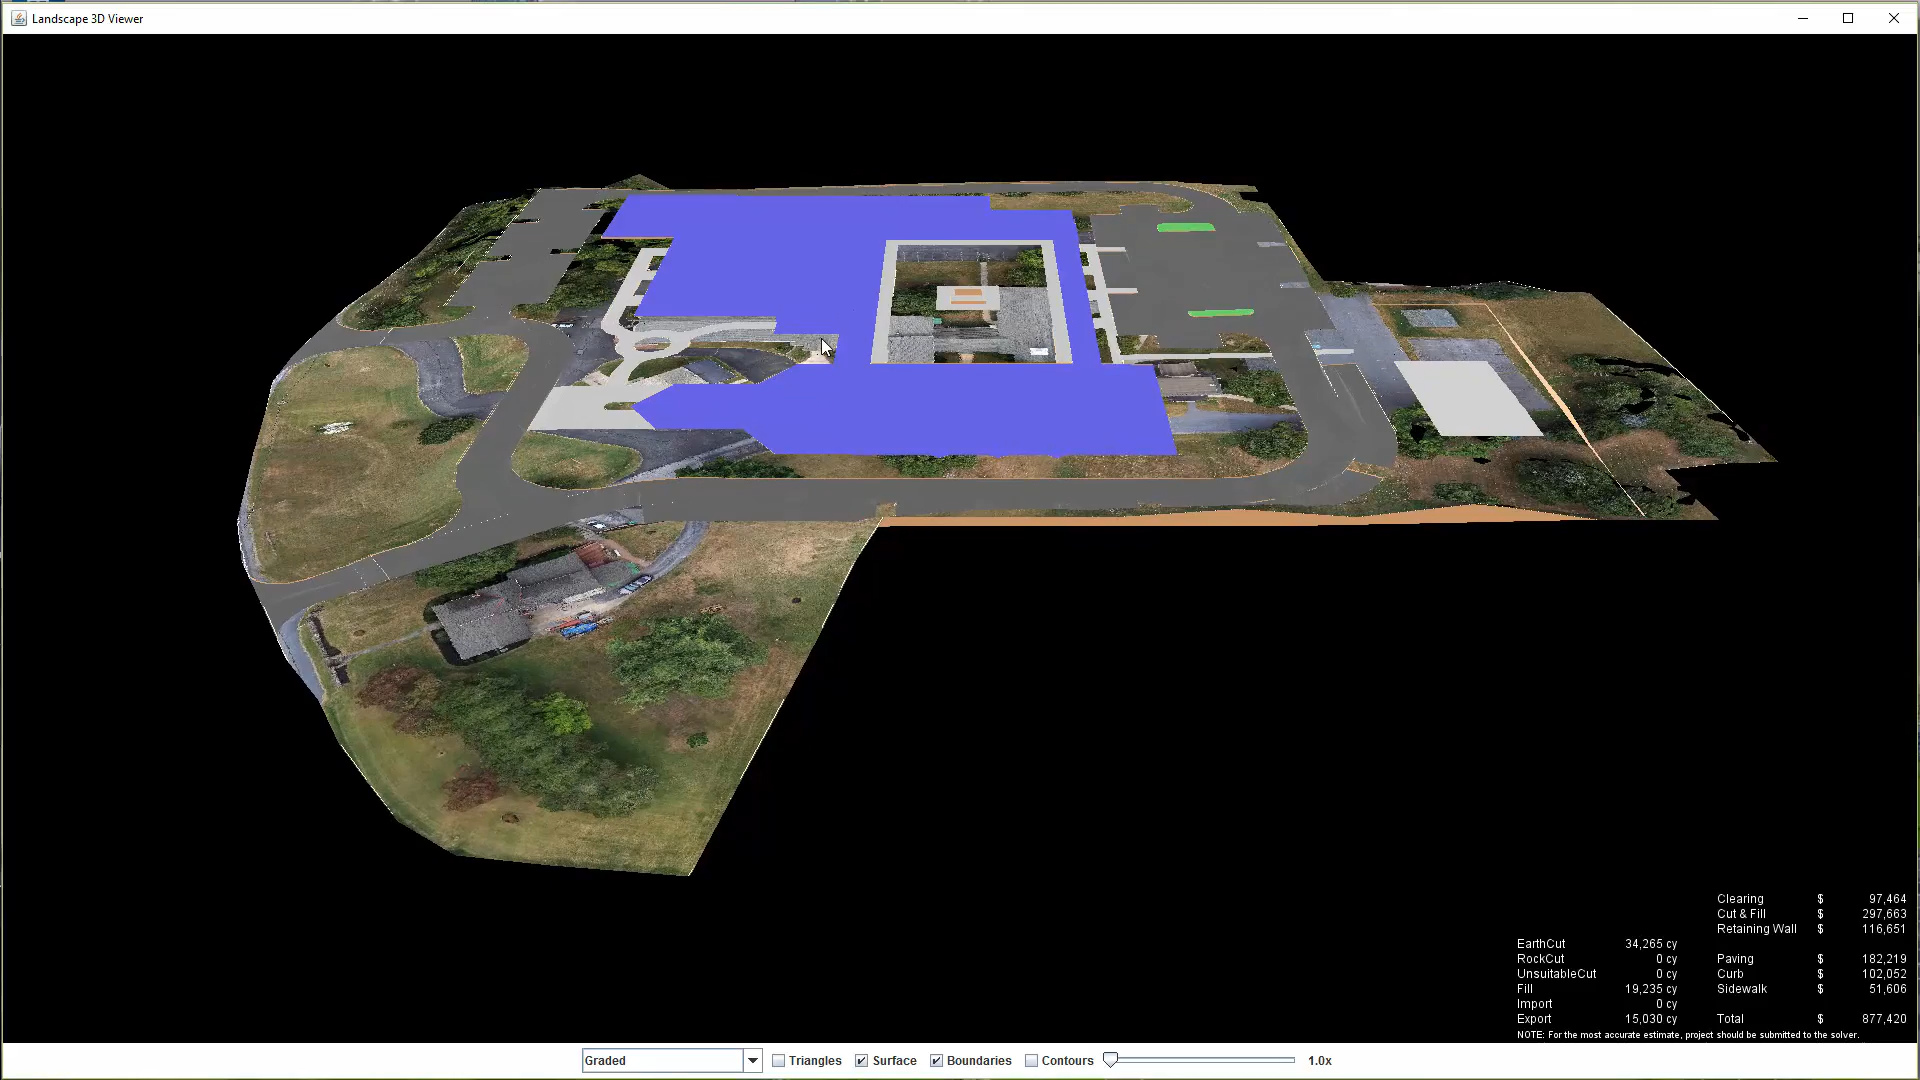 Landscape 3D Viewer
Clearing $ 97,464
Cut & Fill $ 297,663
Retaining Wall $ 116,651
EarthCut 34,265 cy
RockCut 0 cy Paving $ 182,219
UnsuitableCut 0 cy Curb $ 102,052
Fill 19,235 cy Sidewalk $ 51,606
Import 0 cy
Export 15,030 cy Total $ 877,420
NOTE: For the most accurate estimate, project should be submitted to the solver.
Graded Triangles Surface Boundaries Contours 1.0x